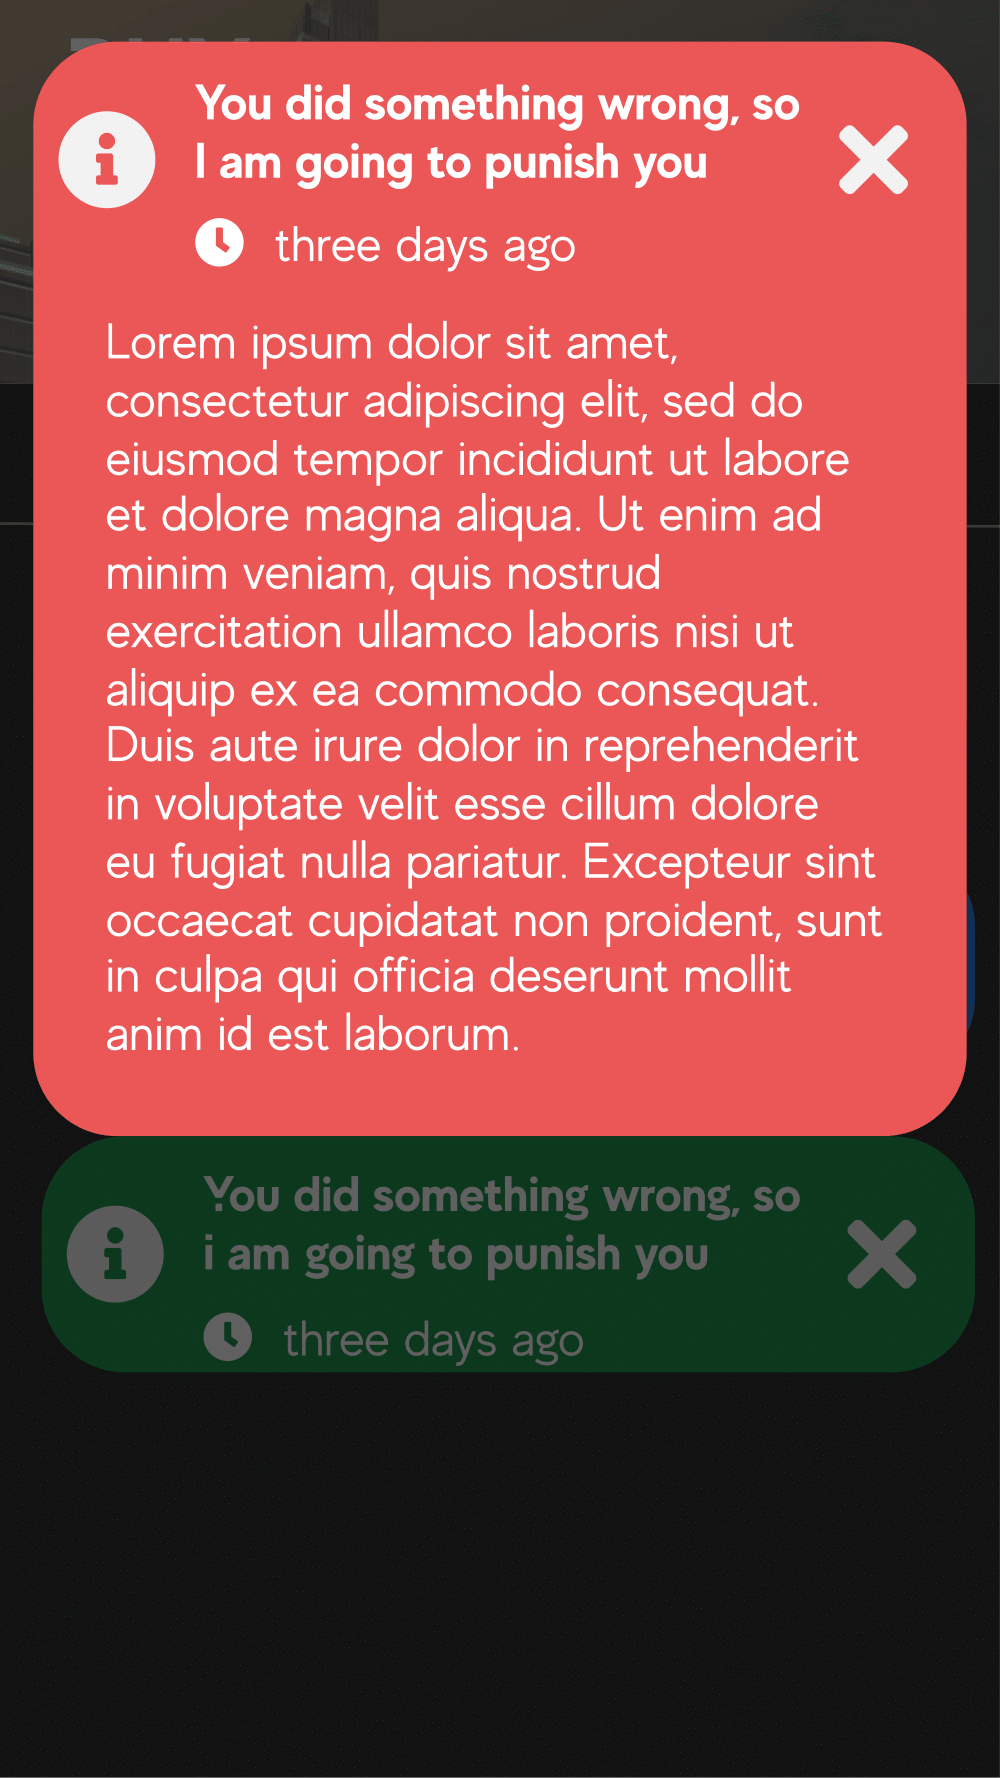 You did something wrong, so
I am going to punish you
three days ago
Lorem ipsum dolor sit amet,
consectetur adipiscing elit, sed do
eiusmod tempor incididunt ut labore
et dolore magna aliqua. Ut enim ad
minim veniam, quis nostrud
exercitation ullamco laboris nisi ut
aliquip ex ea commodo consequat.
Duis aute irure dolor in reprehenderit
in voluptate velit esse cillum dolore
eu fugiat nulla pariatur. Excepteur sint
occaecat cupidatat non proident, sunt
in culpa qui officia deserunt mollit
anim id est laborum.
You did something wrong, so
i am going to punish you
three days ago